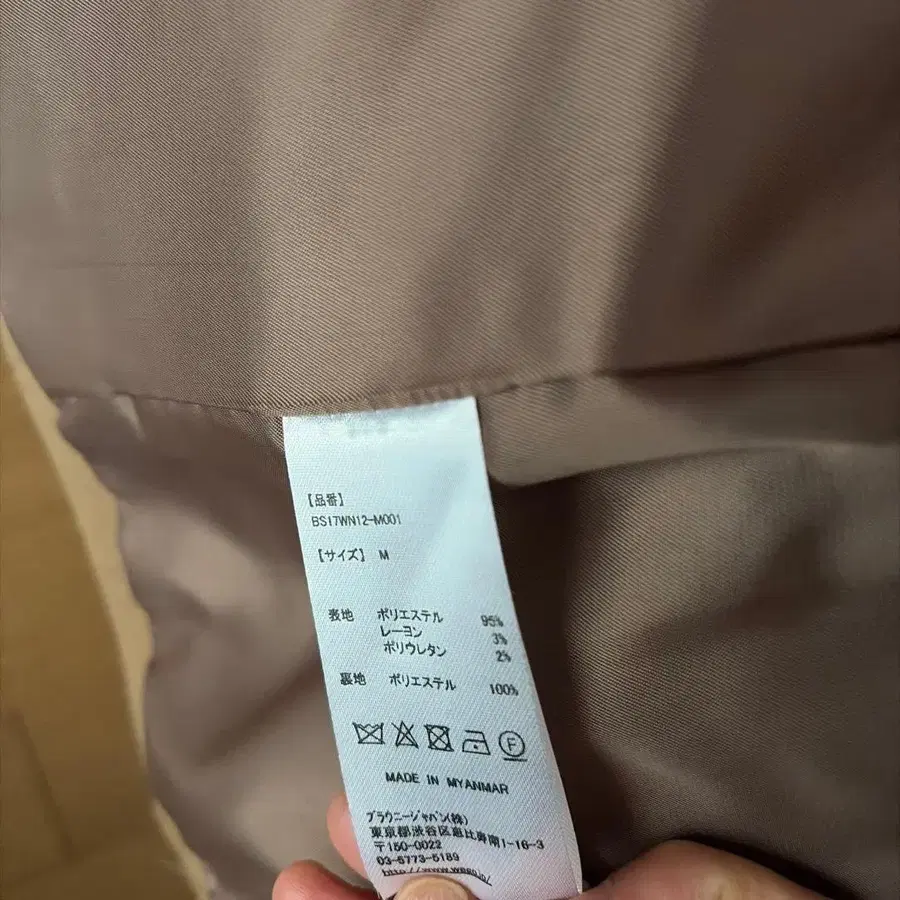 【品番】
BS17WN12-M001
【サイズ】 M
表地 ポリエステル 95%
レーヨン 3%
ポリウレタン 2%
裏地 ポリエステル 100%
F
MADE IN MYANMAR
ブラウニージャパン(株)
東京都渋谷区恵比寿南1-16-3
〒150-0022
03-6773-5189